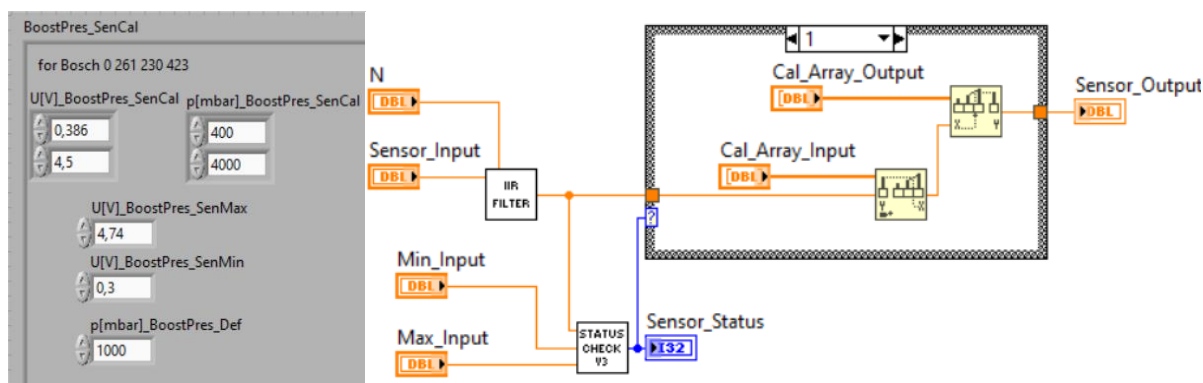 BoostPres_SenCal
for Bosch 0 261 230 423
U[V]_BoostPres_SenCal p[mbar]_BoostPres_SenCal
0,386 400
4,5 4000
U[V]_BoostPres_SenMax
4,74
U[V]_BoostPres_SenMin
0,3
p[mbar]_BoostPres_Def
1000
N
DBL
Sensor_Input
DBL
IIR
FILTER
Min_Input
DBL
Max_Input
DBL
STATUS
CHECK
V3
Sensor_Status
I32
1
Cal_Array_Output
[DBL]
Cal_Array_Input
[DBL]
?
X
Y
Y
X
Sensor_Output
DBL